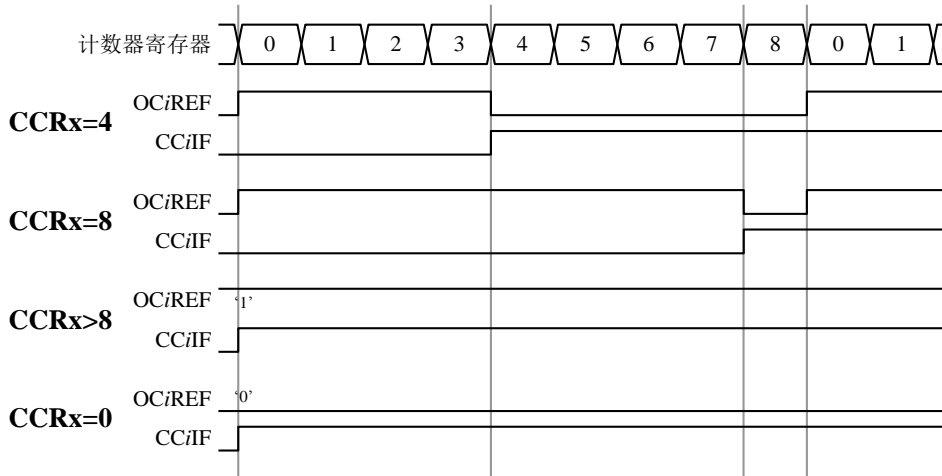 计数器寄存器 0 1 2 3 4 5 6 7 8 0 1
OCiREF
CCRx=4
CCiIF
OCiREF
CCRx=8
CCiIF
OCiREF ‘1’
CCRx>8
CCiIF
OCiREF ‘0’
CCRx=0
CCiIF